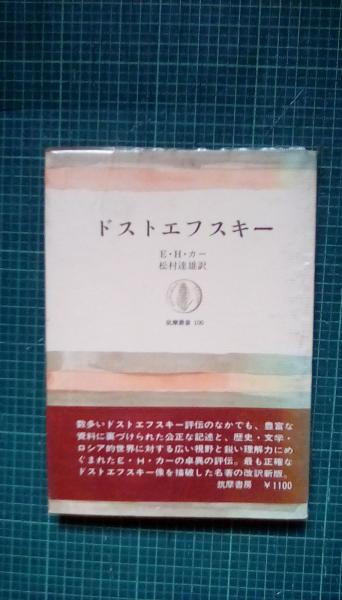 ドストエフスキー
E・H・カー
松村達雄訳
筑摩叢書 106
数多いドストエフスキー評伝のなかでも、豊富な
資料に裏づけられた公正な記述と、歴史・文学・
ロシア的世界に対する広い視野と鋭い理解力にめ
ぐまれたE・H・カーの卓異の評伝。最も正確な
ドストエフスキー像を描破した名著の改訳新版。
筑摩書房 ￥1100